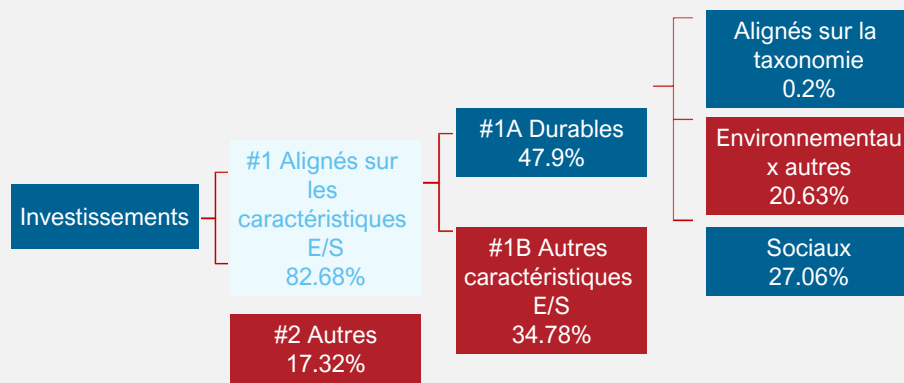 Investissements
#1 Alignés sur
les
caractéristiques
E/S
82.68%
#2 Autres
17.32%
#1A Durables
47.9%
#1B Autres
caractéristiques
E/S
34.78%
Alignés sur la
taxonomie
0.2%
Environnementau
x autres
20.63%
Sociaux
27.06%